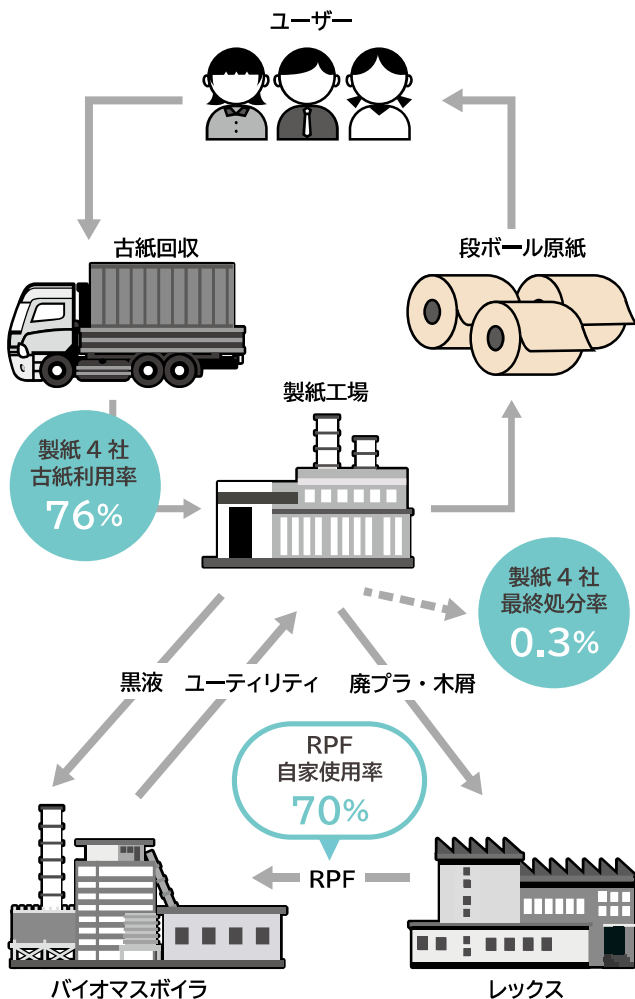 ユーザー
古紙回収
段ボール原紙
製紙工場
製紙4社
古紙利用率
76%
製紙4社
最終処分率
0.3%
黒液
ユーティリティ
廃プラ・木屑
RPF
自家使用率
70%
RPF
バイオマスボイラ
レックス